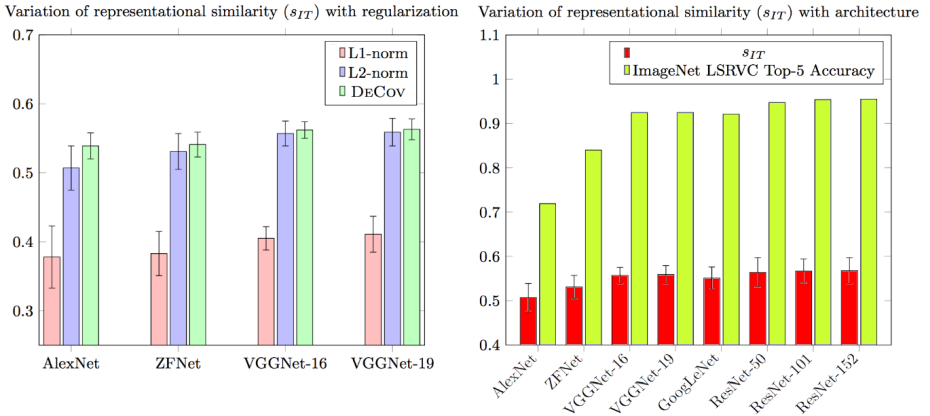 Variation of representational similarity (s_IT) with regularization
0.7
0.6
0.5
0.4
0.3
L1-norm
L2-norm
DECOV
AlexNet
ZFNet
VGGNet-16
VGGNet-19
Variation of representational similarity (s_IT) with architecture
1.1
1
0.9
0.8
0.7
0.6
0.5
0.4
s_IT
ImageNet LSRVC Top-5 Accuracy
AlexNet
ZFNet
VGGNet-16
VGGNet-19
GoogLeNet
ResNet-50
ResNet-101
ResNet-152